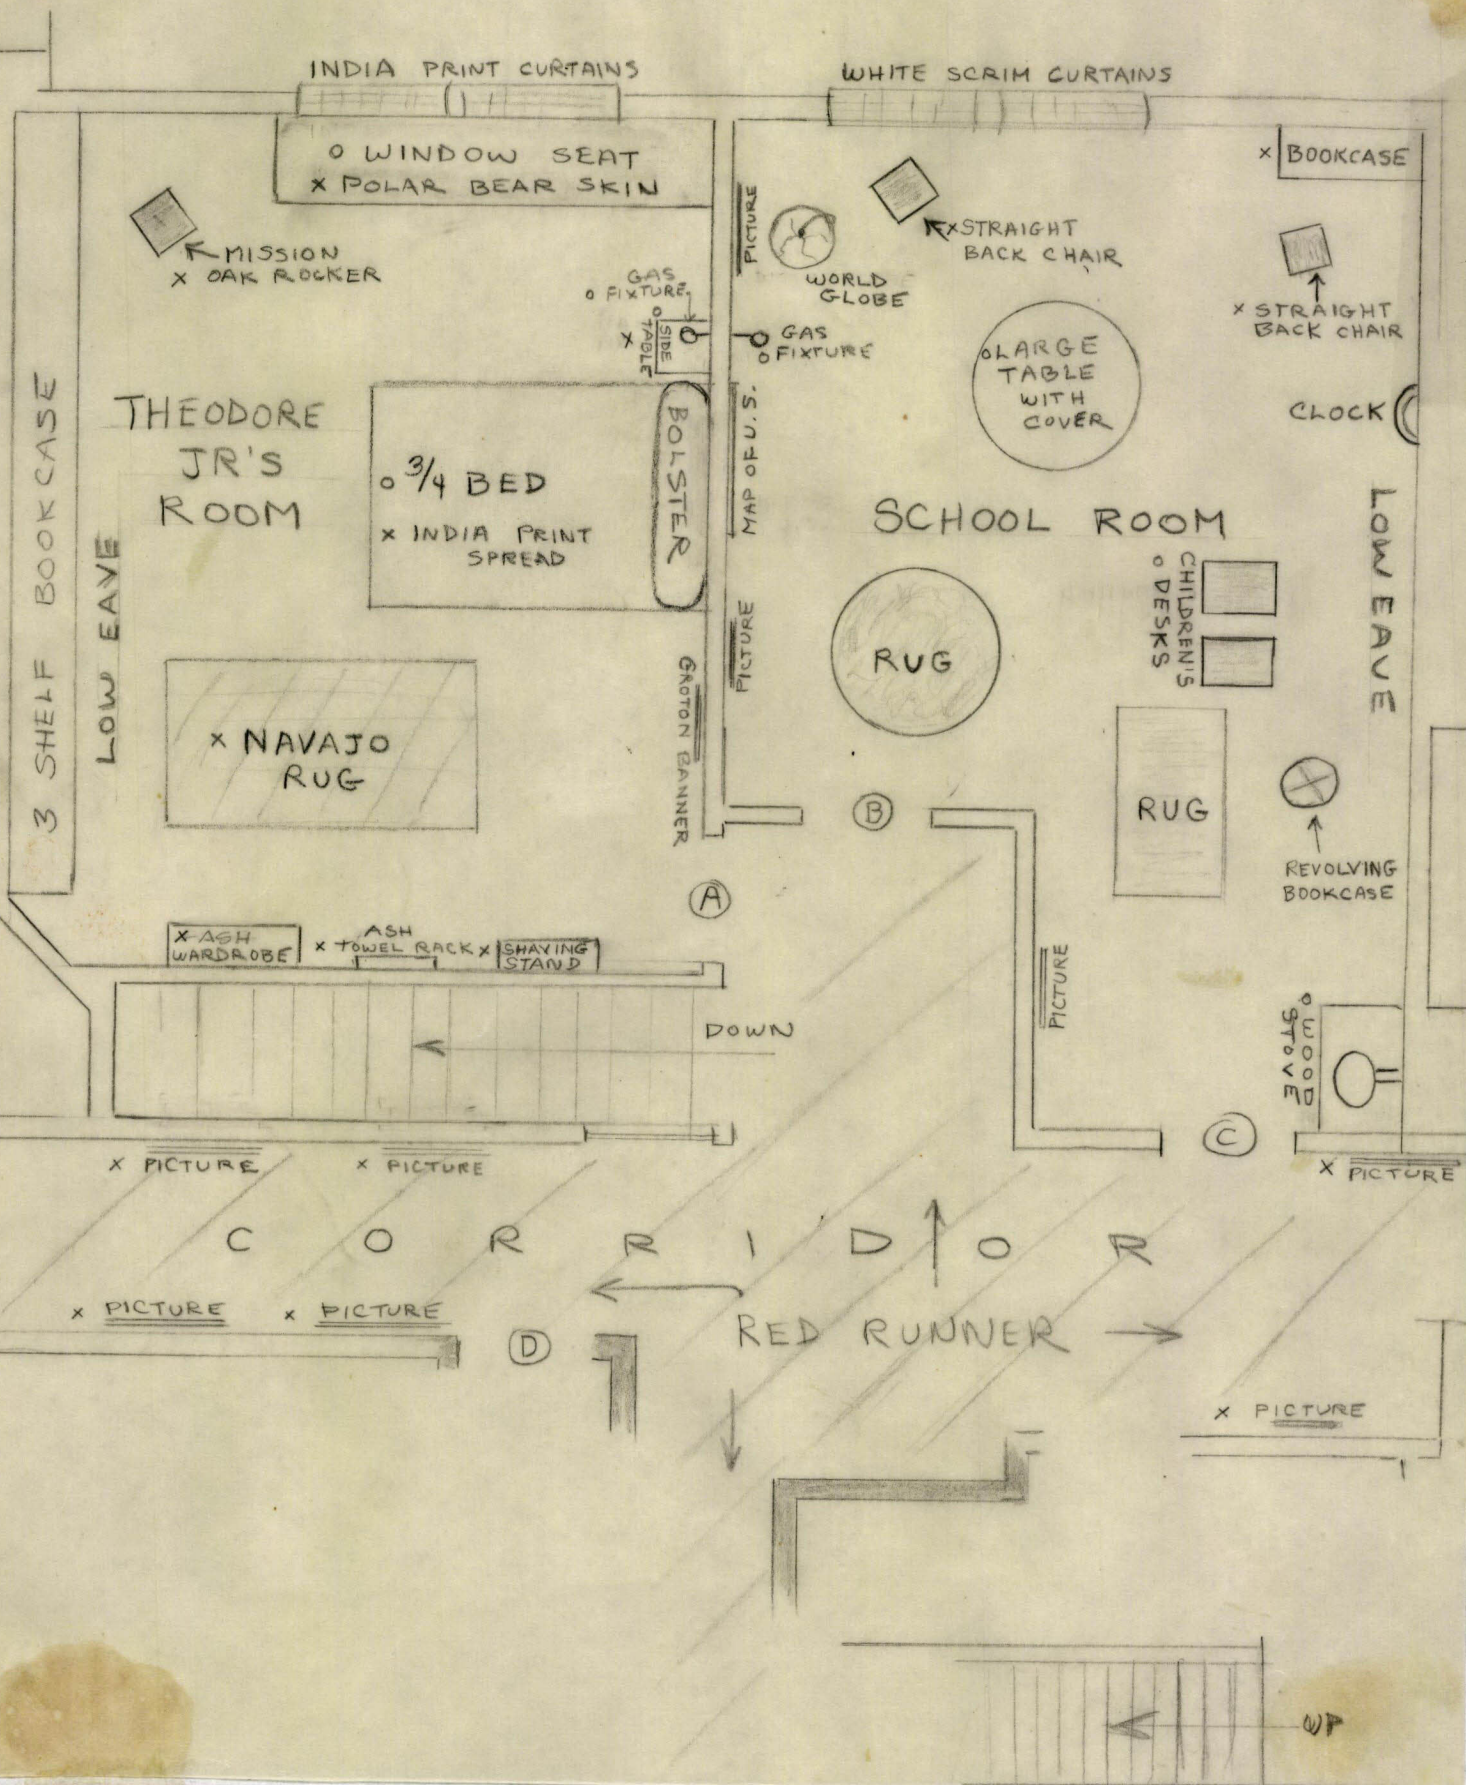 INDIA PRINT CURTAINS
WHITE SCRIM CURTAINS
o WINDOW SEAT
x POLAR BEAR SKIN
MISSION
x OAK ROCKER
GAS
o FIXTURE
o SIDE
x TABLE
3 SHELF BOOKCASE
LOW EAVE
THEODORE
JR'S
ROOM
o 3/4 BED
x INDIA PRINT
SPREAD
BOLSTER
GROTON BANNER
x NAVAJO
RUG
x ASH
WARDROBE
ASH
x TOWEL RACK
x SHAVING
STAND
A
DOWN
PICTURE
WORLD
GLOBE
x STRAIGHT
BACK CHAIR
x BOOKCASE
x STRAIGHT
BACK CHAIR
GAS
o FIXTURE
o LARGE
TABLE
WITH
COVER
CLOCK
MAP OF U.S.
SCHOOL ROOM
LOW EAVE
CHILDREN'S
o DESKS
PICTURE
RUG
RUG
REVOLVING
BOOKCASE
B
PICTURE
o WOOD
STOVE
C
x PICTURE
x PICTURE
x PICTURE
CORRIDOR
x PICTURE
x PICTURE
D
RED RUNNER
x PICTURE
UP